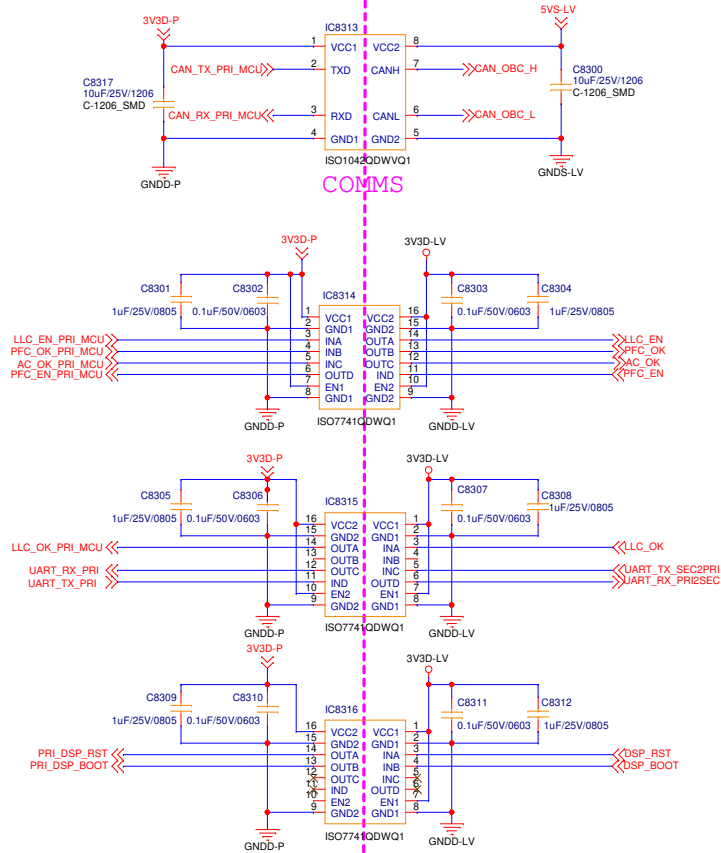 3V3D-P
5VS-LV
IC8313
1 VCC1 VCC2 8
CAN_TX_PRI_MCU 2 TXD CANH 7 CAN_OBC_H
C8317
10uF/25V/1206
C-1206_SMD
C8300
10uF/25V/1206
C-1206_SMD
CAN_RX_PRI_MCU 3 RXD CANL 6 CAN_OBC_L
4 GND1 GND2 5
ISO1042QDWVQ1
GNDD-P
GNDS-LV
COMMS
3V3D-P
3V3D-LV
C8301
1uF/25V/0805
C8302
0.1uF/50V/0603
IC8314
C8303
0.1uF/50V/0603
C8304
1uF/25V/0805
1 VCC1 VCC2 16
2 GND1 GND2 15
LLC_EN_PRI_MCU 3 INA OUTA 14 LLC_EN
PFC_OK_PRI_MCU 4 INB OUTB 13 PFC_OK
AC_OK_PRI_MCU 5 INC OUTC 12 AC_OK
PFC_EN_PRI_MCU 6 OUTD IND 11 PFC_EN
7 EN1 EN2 10
8 GND1 GND2 9
ISO7741QDWQ1
GNDD-P
GNDD-LV
3V3D-P
3V3D-LV
C8305
1uF/25V/0805
C8306
0.1uF/50V/0603
IC8315
C8307
0.1uF/50V/0603
C8308
1uF/25V/0805
16 VCC2 VCC1 1
15 GND2 GND1 2
LLC_OK_PRI_MCU 14 OUTA INA 3 LLC_OK
13 OUTB INB 4
UART_RX_PRI 12 OUTC INC 5 UART_TX_SEC2PRI
UART_TX_PRI 11 IND OUTD 6 UART_RX_PRI2SEC
10 EN2 EN1 7
9 GND2 GND1 8
ISO7741QDWQ1
GNDD-P
GNDD-LV
3V3D-P
3V3D-LV
C8309
1uF/25V/0805
C8310
0.1uF/50V/0603
IC8316
C8311
0.1uF/50V/0603
C8312
1uF/25V/0805
16 VCC2 VCC1 1
15 GND2 GND1 2
PRI_DSP_RST 14 OUTA INA 3 DSP_RST
PRI_DSP_BOOT 13 OUTB INB 4 DSP_BOOT
12 OUTC INC 5
11 IND OUTD 6
10 EN2 EN1 7
9 GND2 GND1 8
ISO7741QDWQ1
GNDD-P
GNDD-LV